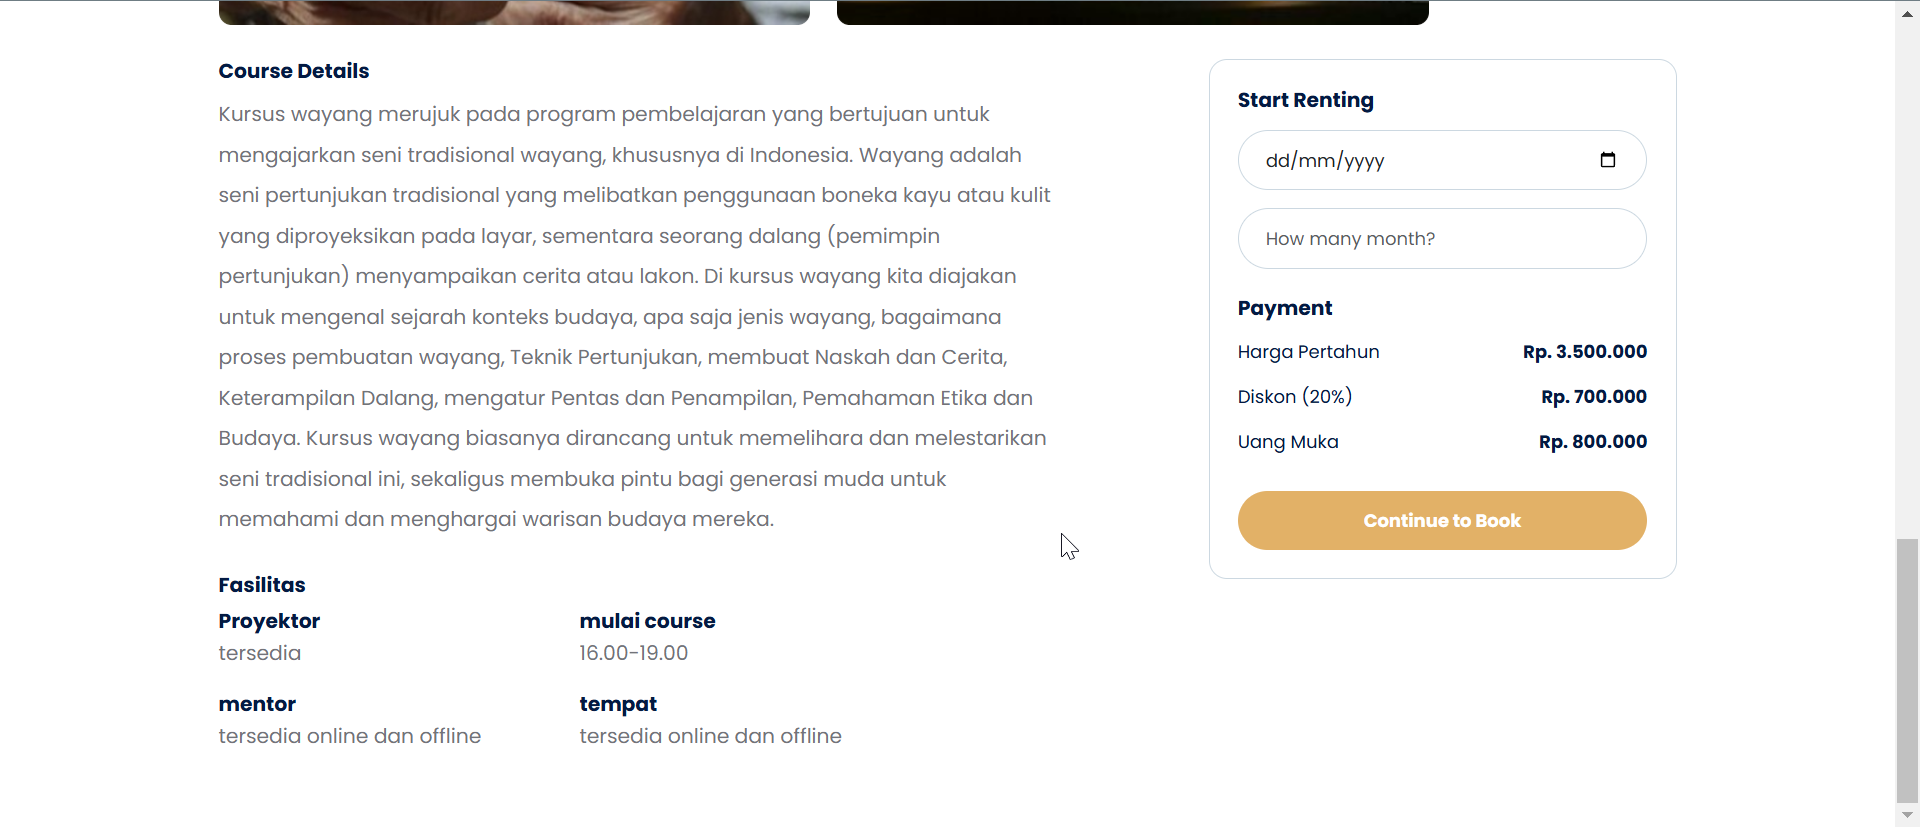 Course Details
Kursus wayang merujuk pada program pembelajaran yang bertujuan untuk
mengajarkan seni tradisional wayang, khususnya di Indonesia. Wayang adalah
seni pertunjukan tradisional yang melibatkan penggunaan boneka kayu atau kulit
yang diproyeksikan pada layar, sementara seorang dalang (pemimpin
pertunjukan) menyampaikan cerita atau lakon. Di kursus wayang kita diajakan
untuk mengenal sejarah konteks budaya, apa saja jenis wayang, bagaimana
proses pembuatan wayang, Teknik Pertunjukan, membuat Naskah dan Cerita,
Keterampilan Dalang, mengatur Pentas dan Penampilan, Pemahaman Etika dan
Budaya. Kursus wayang biasanya dirancang untuk memelihara dan melestarikan
seni tradisional ini, sekaligus membuka pintu bagi generasi muda untuk
memahami dan menghargai warisan budaya mereka.
Fasilitas
Proyektor
tersedia
mulai course
16.00-19.00
mentor
tersedia online dan offline
tempat
tersedia online dan offline
Start Renting
dd/mm/yyyy
How many month?
Payment
Harga Pertahun Rp. 3.500.000
Diskon (20%) Rp. 700.000
Uang Muka Rp. 800.000
Continue to Book